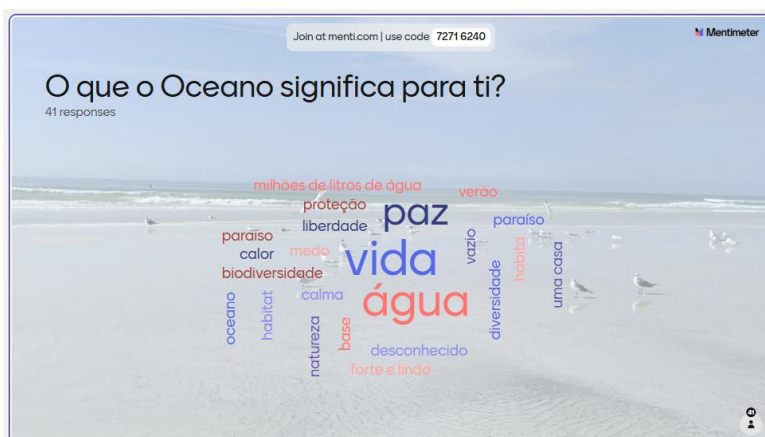 Join at menti.com | use code 7271 6240
Mentimeter
O que o Oceano significa para ti?
41 responses
milhões de litros de água
verão
proteção
paz
liberdade
paraíso
paraiso
medo
vazio
habita
uma casa
calor
vida
biodiversidade
diversidade
oceano
habitat
calma
água
natureza
base
desconhecido
forte e lindo
41